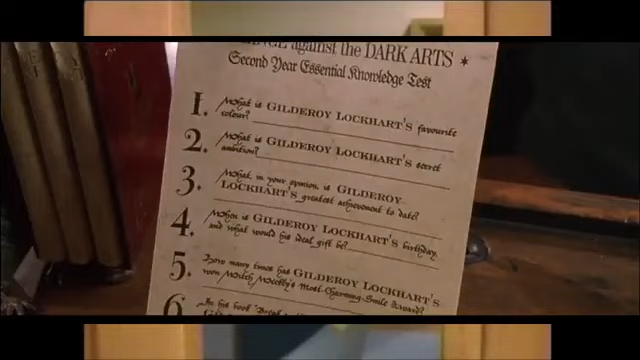 against the DARK ARTS ★
Second Year Essential Knowledge Test
1. What is GILDEROY LOCKHART'S favourite
colour?
2. What is GILDEROY LOCKHART'S secret
ambition?
3. What, in your opinion, is GILDEROY
LOCKHART'S greatest achievement to date?
4. When is GILDEROY LOCKHART'S birthday,
and what would his ideal gift be?
5. How many times has GILDEROY LOCKHART'S
won Witch Weekly's Most-Charming-Smile Award?
6 In his book